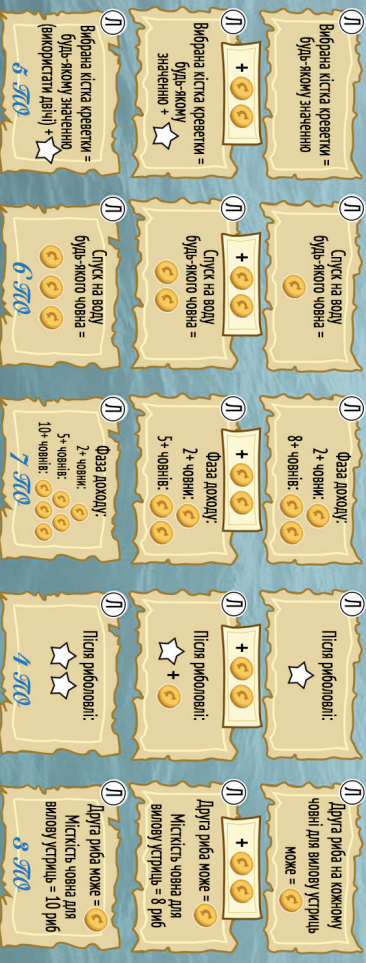 Л
Вибрана кістка креветки =
будь-якому значенню
Л
Спуск на воду
будь-якого човна =
Л
Фаза доходу:
2+ човни:
8+ човнів:
Л
Після риболовлі:
Л
Друга риба на кожному
човні для вилову устриць
може =
+
+
+
+
+
Л
Вибрана кістка креветки =
будь-якому
значенню +
Л
Спуск на воду
будь-якого човна =
Л
Фаза доходу:
2+ човни:
5+ човнів:
Л
Після риболовлі:
+
Л
Друга риба може =
Місткість човна для
вилову устриць = 8 риб
Л
Вибрана кістка креветки =
будь-якому значенню
(використати двічі) +
5 ПО
Л
Спуск на воду
будь-якого човна =
6 ПО
Л
Фаза доходу:
2+ човни:
5+ човнів:
10+ човнів:
7 ПО
Л
Після риболовлі:
4 ПО
Л
Друга риба може =
Місткість човна для
вилову устриць = 10 риб
ПО